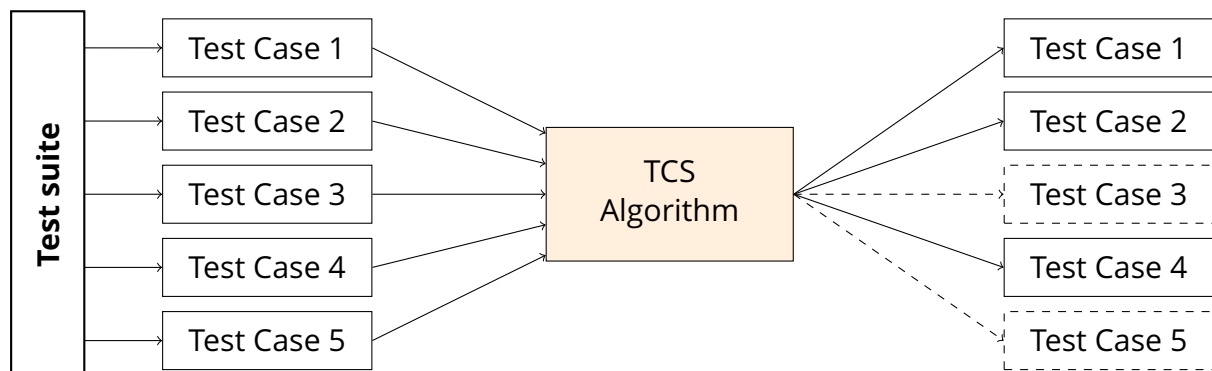 Test suite
Test Case 1
Test Case 2
Test Case 3
Test Case 4
Test Case 5
TCS
Algorithm
Test Case 1
Test Case 2
Test Case 3
Test Case 4
Test Case 5